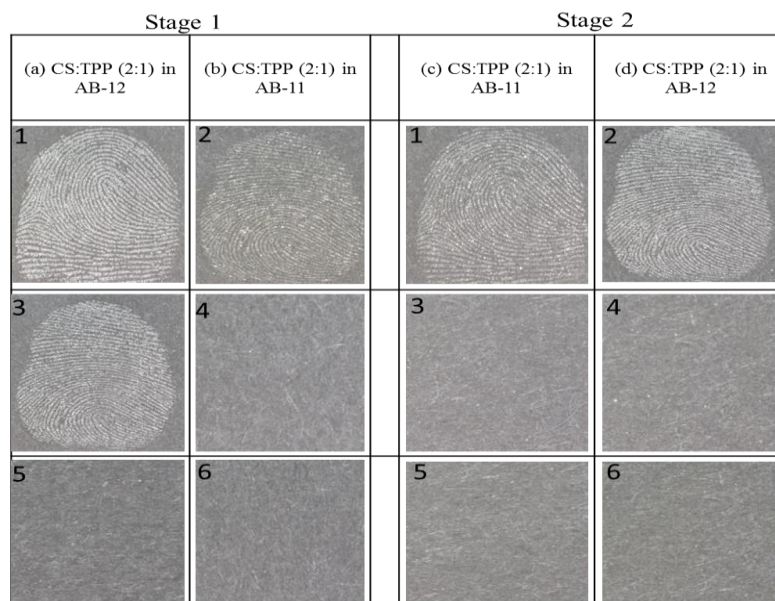 Stage 1
Stage 2
(a) CS:TPP (2:1) in
AB-12
(b) CS:TPP (2:1) in
AB-11
(c) CS:TPP (2:1) in
AB-11
(d) CS:TPP (2:1) in
AB-12
1
2
1
2
3
4
3
4
5
6
5
6